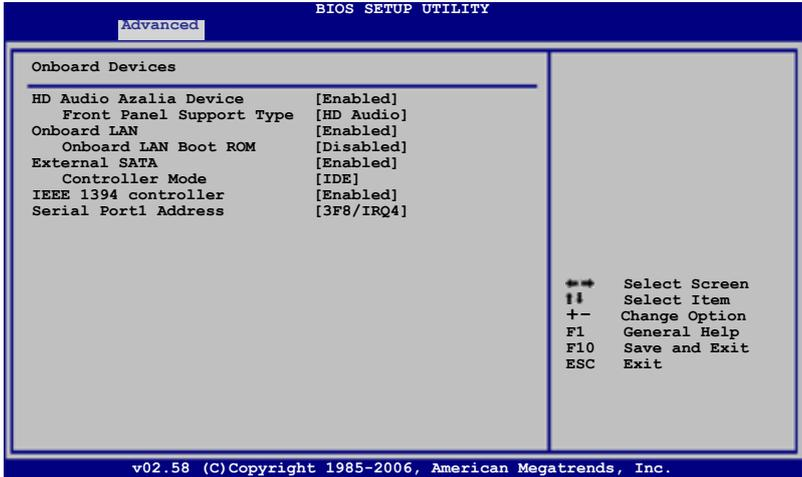 BIOS SETUP UTILITY
Advanced
Onboard Devices
HD Audio Azalia Device [Enabled]
Front Panel Support Type [HD Audio]
Onboard LAN [Enabled]
Onboard LAN Boot ROM [Disabled]
External SATA [Enabled]
Controller Mode [IDE]
IEEE 1394 controller [Enabled]
Serial Port1 Address [3F8/IRQ4]
←→ Select Screen
↑↓ Select Item
+- Change Option
F1 General Help
F10 Save and Exit
ESC Exit
v02.58 (C)Copyright 1985-2006, American Megatrends, Inc.